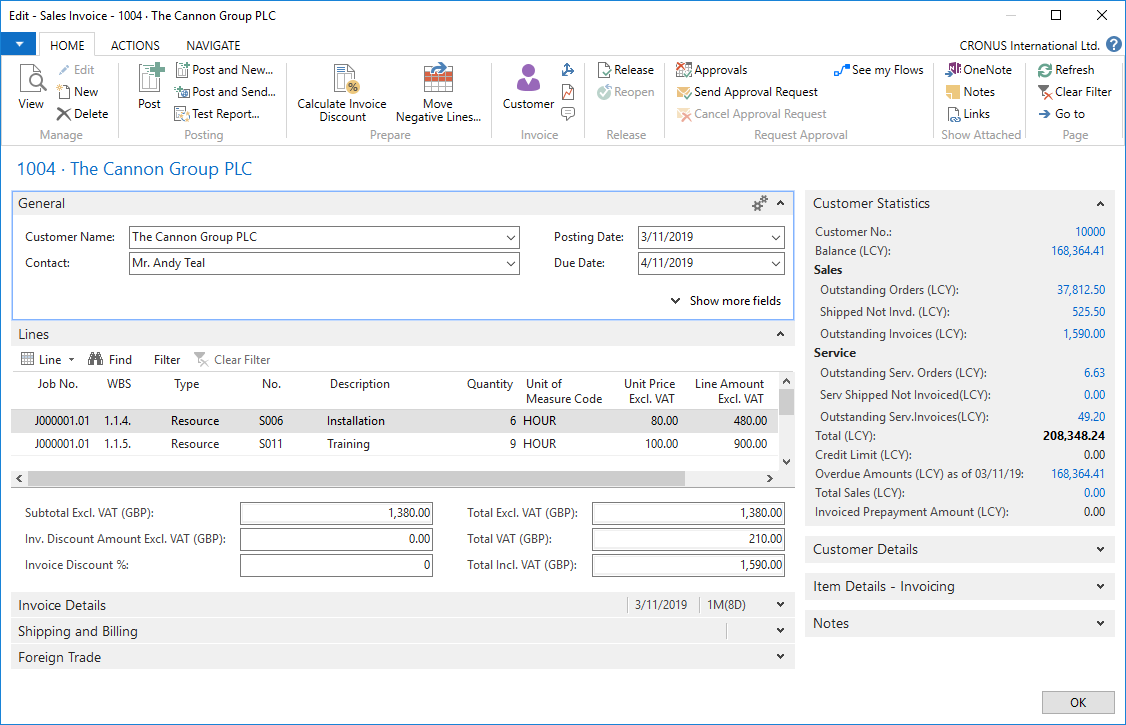 Edit - Sales Invoice - 1004 · The Cannon Group PLC
HOME ACTIONS NAVIGATE CRONUS International Ltd. ?
View
Edit
New
Delete
Manage
Post
Post and New...
Post and Send...
Test Report...
Posting
Calculate Invoice
Discount
Move
Negative Lines...
Prepare
Customer
Invoice
Release
Reopen
Release
Approvals
Send Approval Request
Cancel Approval Request
See my Flows
Request Approval
OneNote
Notes
Links
Show Attached
Refresh
Clear Filter
Go to
Page
1004 · The Cannon Group PLC
General
Customer Name: The Cannon Group PLC
Posting Date: 3/11/2019
Contact: Mr. Andy Teal
Due Date: 4/11/2019
Show more fields
Lines
Line Find Filter Clear Filter
Job No. WBS Type No. Description Quantity Unit of Measure Code Unit Price Excl. VAT Line Amount Excl. VAT
J000001.01 1.1.4. Resource S006 Installation 6 HOUR 80.00 480.00
J000001.01 1.1.5. Resource S011 Training 9 HOUR 100.00 900.00
Subtotal Excl. VAT (GBP): 1,380.00
Total Excl. VAT (GBP): 1,380.00
Inv. Discount Amount Excl. VAT (GBP): 0.00
Total VAT (GBP): 210.00
Invoice Discount %: 0
Total Incl. VAT (GBP): 1,590.00
Invoice Details 3/11/2019 1M(8D)
Shipping and Billing
Foreign Trade
Customer Statistics
Customer No.: 10000
Balance (LCY): 168,364.41
Sales
Outstanding Orders (LCY): 37,812.50
Shipped Not Invd. (LCY): 525.50
Outstanding Invoices (LCY): 1,590.00
Service
Outstanding Serv. Orders (LCY): 6.63
Serv Shipped Not Invoiced(LCY): 0.00
Outstanding Serv.Invoices(LCY): 49.20
Total (LCY): 208,348.24
Credit Limit (LCY): 0.00
Overdue Amounts (LCY) as of 03/11/19: 168,364.41
Total Sales (LCY): 0.00
Invoiced Prepayment Amount (LCY): 0.00
Customer Details
Item Details - Invoicing
Notes
OK